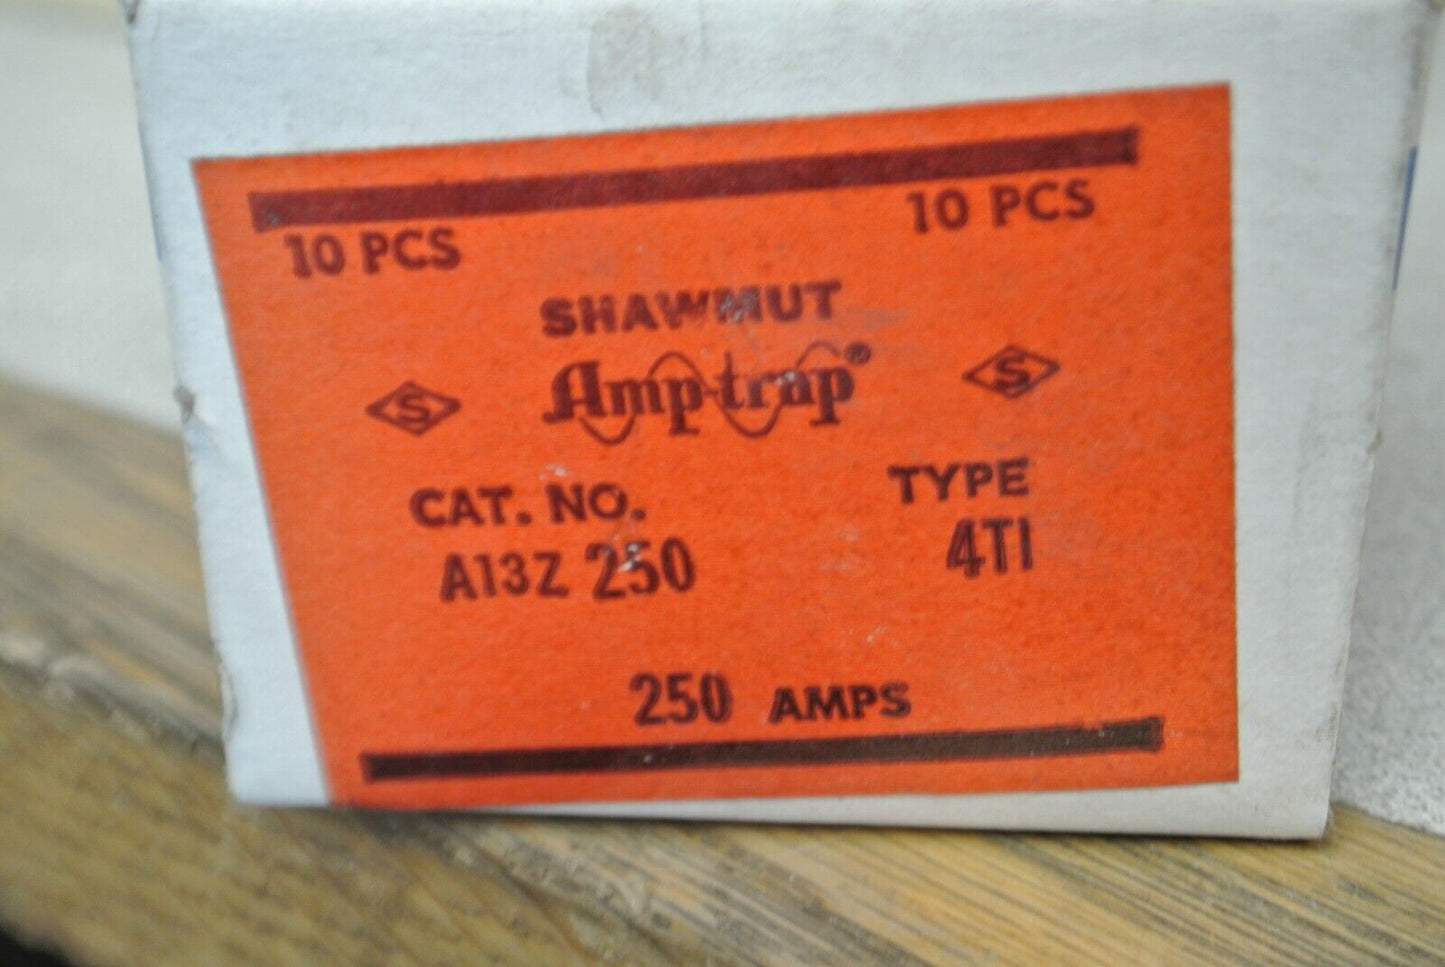 10 PCS 10 PCS
SHAWMUT
S Amp-trap® S
CAT. NO. TYPE
A13Z 250 4TI
250 AMPS